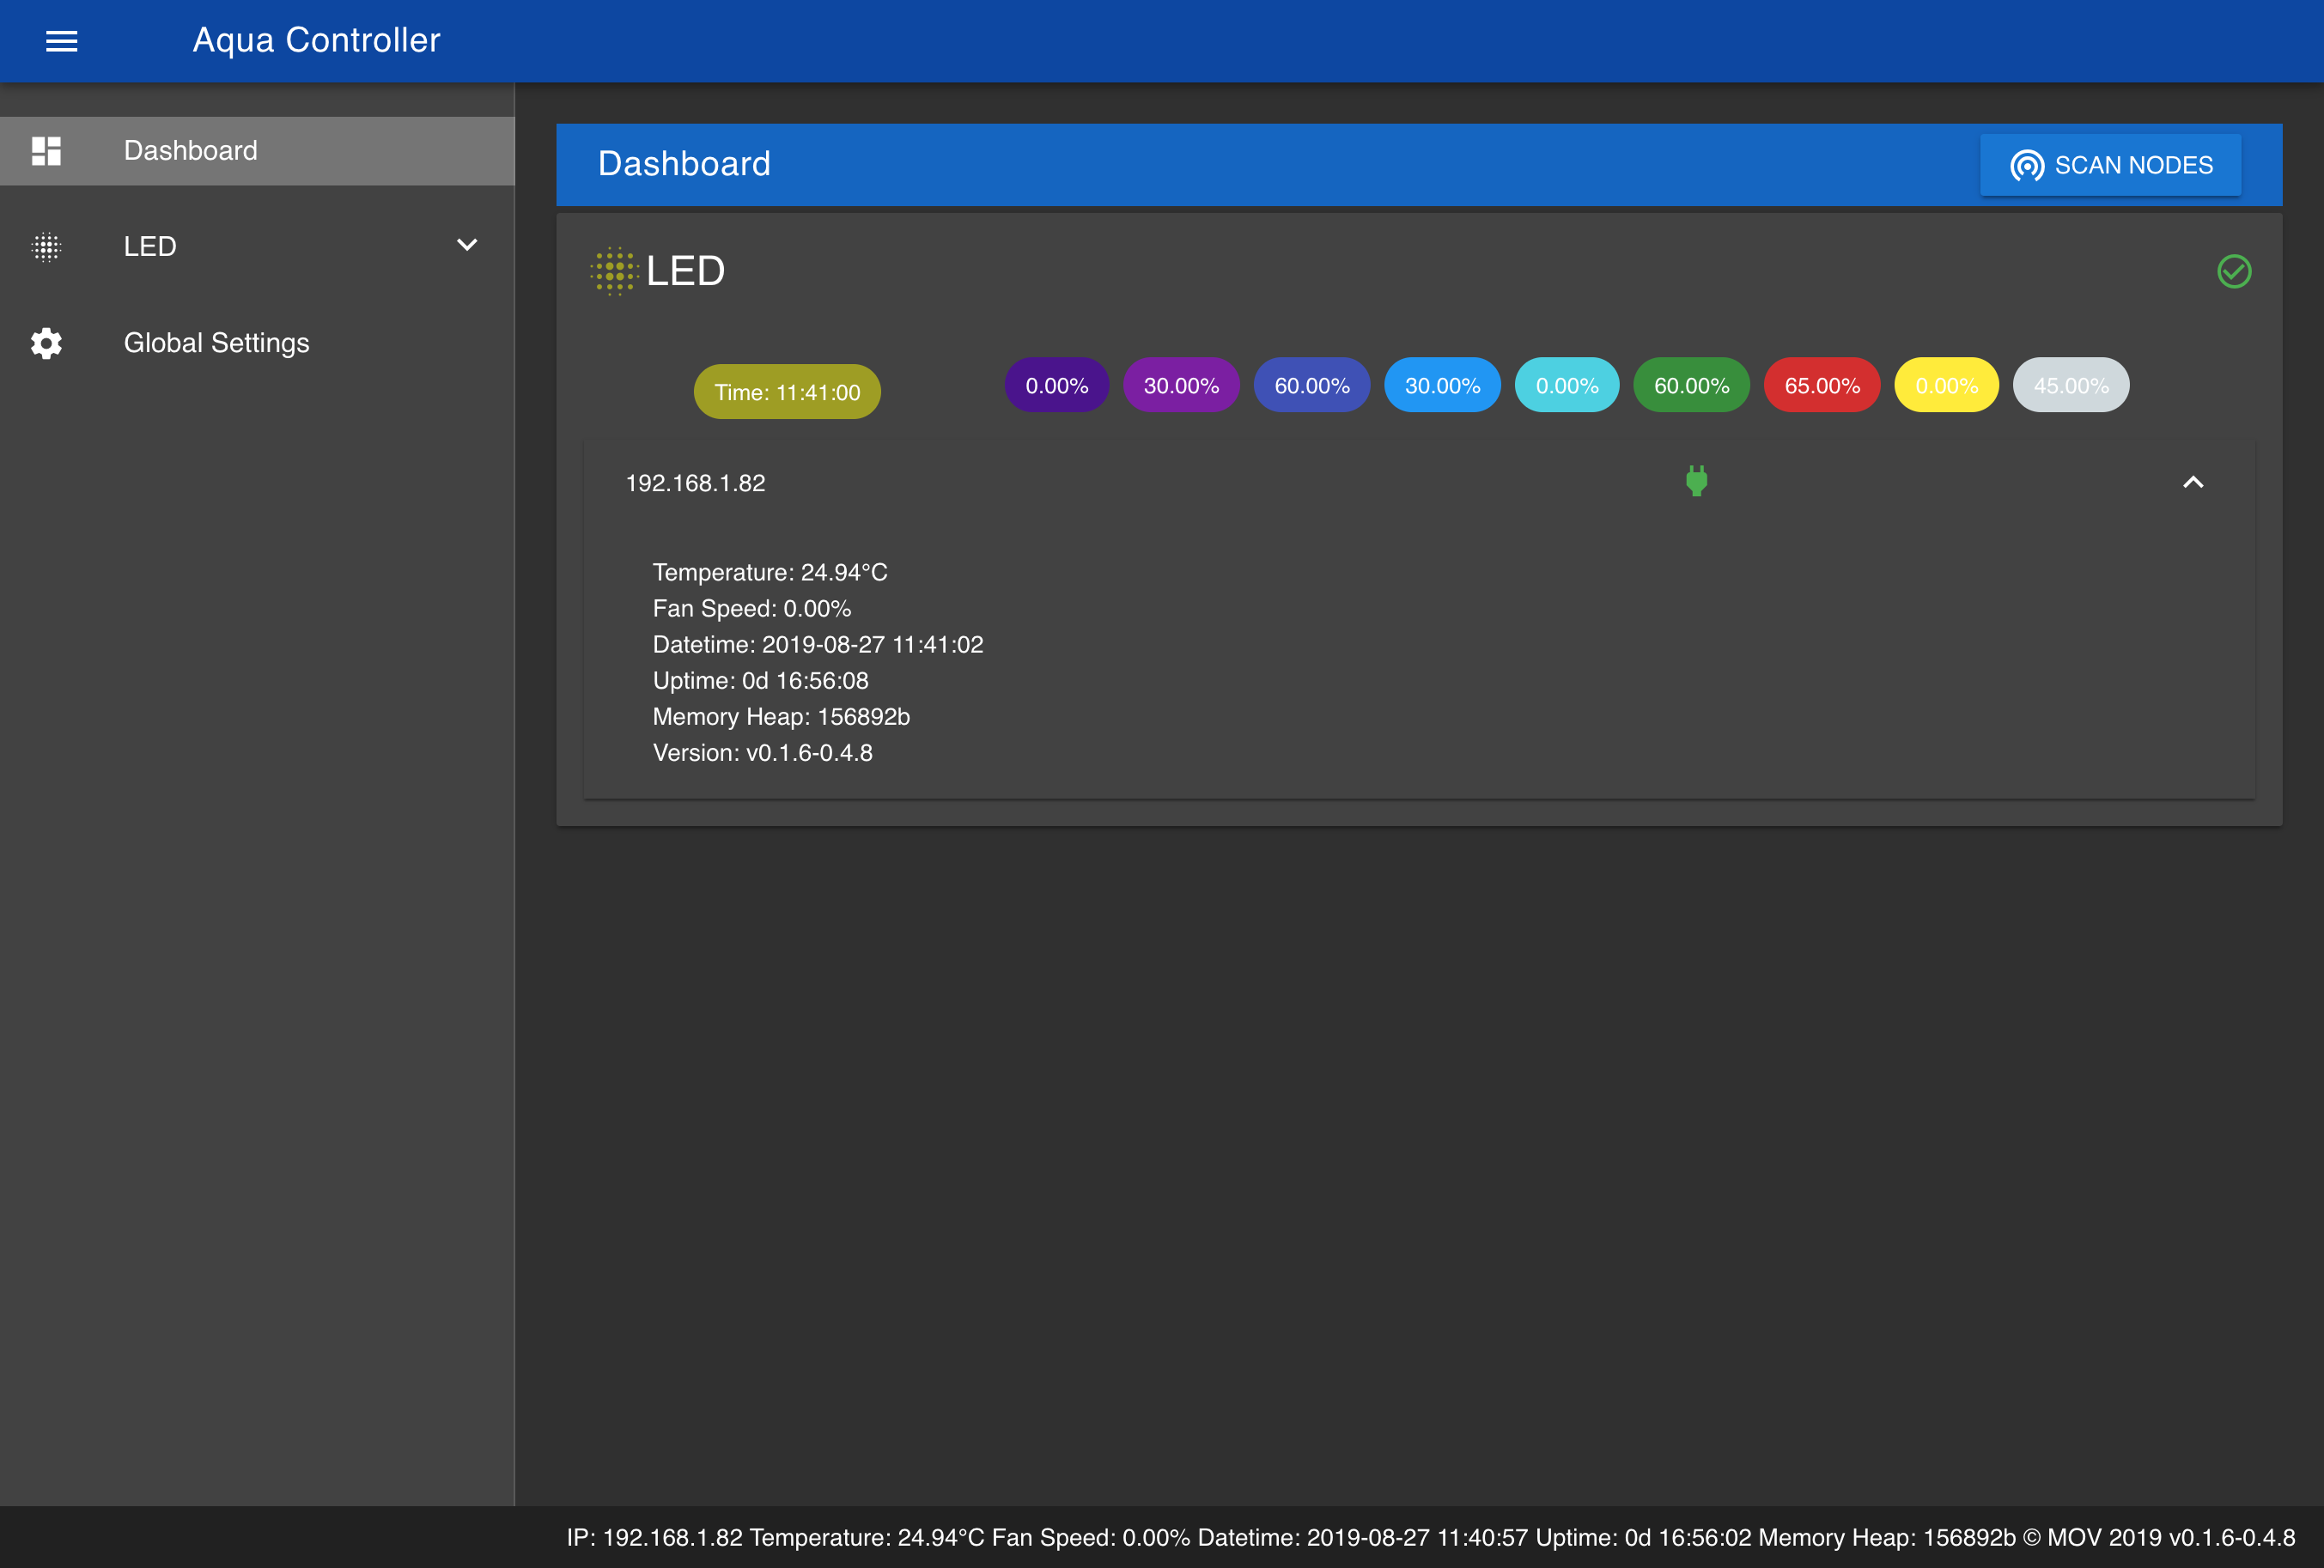 Aqua Controller
Dashboard
LED
Global Settings
Dashboard
SCAN NODES
LED
Time: 11:41:00
0.00% 30.00% 60.00% 30.00% 0.00% 60.00% 65.00% 0.00% 45.00%
192.168.1.82
Temperature: 24.94°C
Fan Speed: 0.00%
Datetime: 2019-08-27 11:41:02
Uptime: 0d 16:56:08
Memory Heap: 156892b
Version: v0.1.6-0.4.8
IP: 192.168.1.82 Temperature: 24.94°C Fan Speed: 0.00% Datetime: 2019-08-27 11:40:57 Uptime: 0d 16:56:02 Memory Heap: 156892b © MOV 2019 v0.1.6-0.4.8